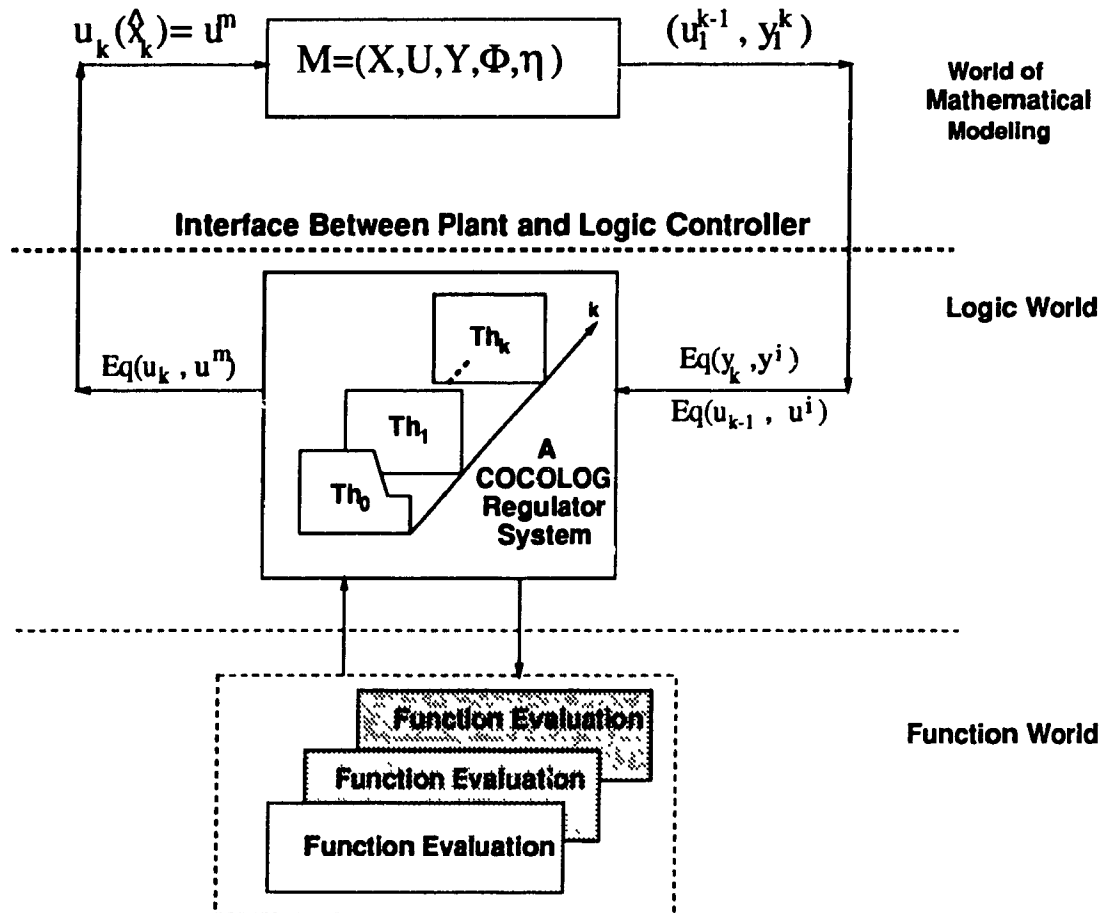 u_k(x̂_k)= u^m
M=(X,U,Y,Φ,η)
(u_1^{k-1}, y_1^k)
World of
Mathematical
Modeling
Interface Between Plant and Logic Controller
Logic World
k
Th_k
Th_1
Th_0
A
COCOLOG
Regulator
System
Eq(u_k, u^m)
Eq(y_k, y^i)
Eq(u_{k-1}, u^i)
Function World
Function Evaluation
Function Evaluation
Function Evaluation